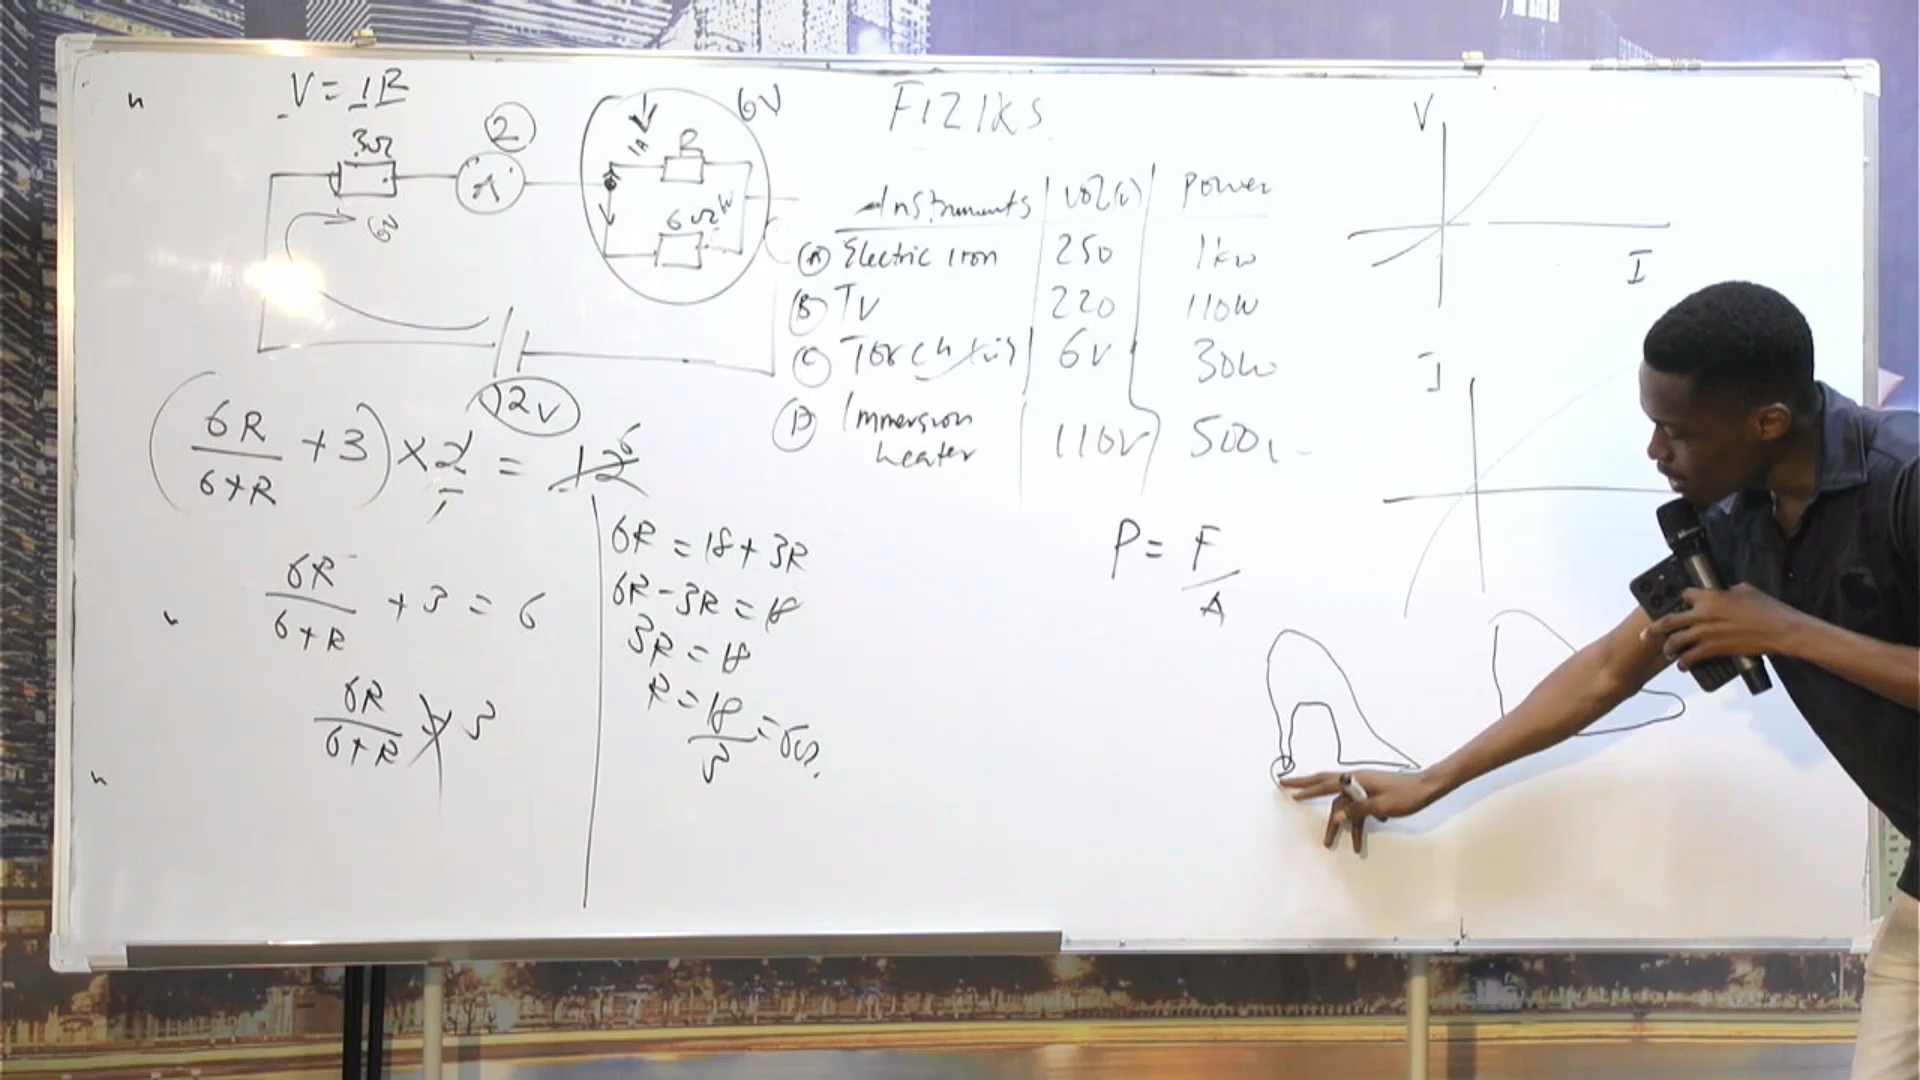 V = IR
3Ω
2
A
6V
1A
R
6Ω
6V
12V
(6R/6+R + 3) × 2 = 12 6
6R/6+R + 3 = 6
6R/6+R 3
6R = 18 + 3R
6R - 3R = 18
3R = 18
R = 18/3 = 6Ω.
FIZIKS
Instruments Vol(v) Power
(A) Electric iron 250 1kw
(B) TV 220 110w
(C) Torch 6v 30w
(D) Immersion heater 110v 500
P = F/A
V
I
I